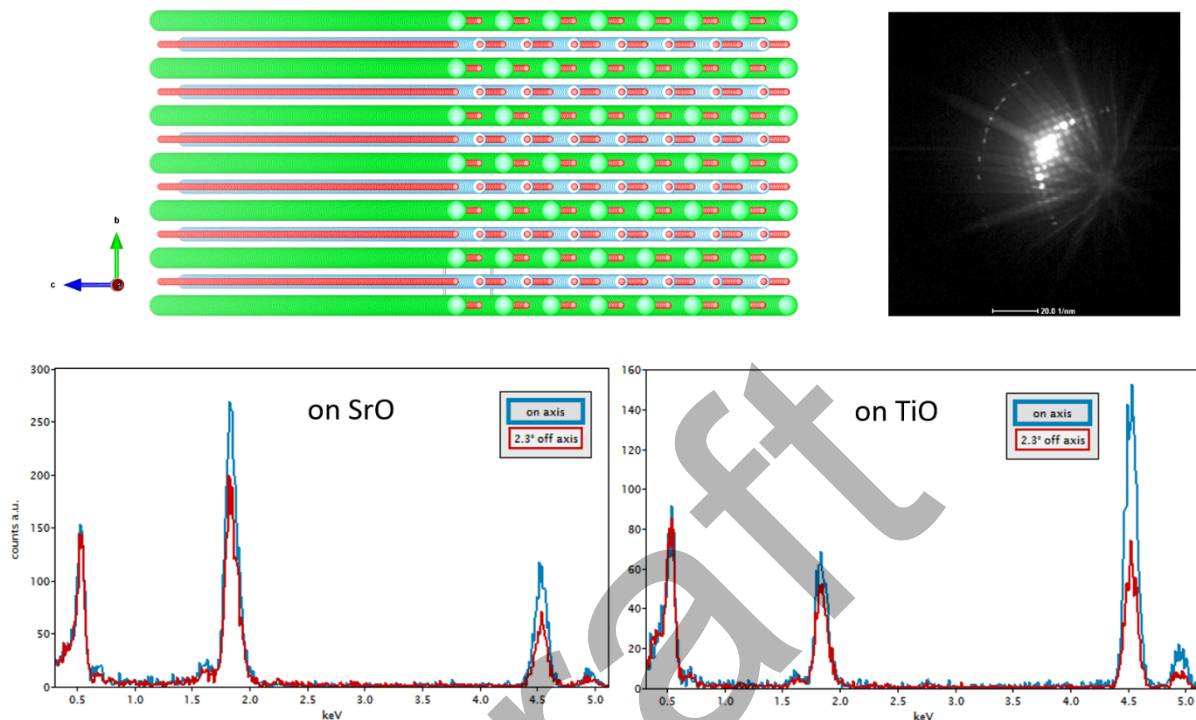 b
c
20.0 1/nm
300
250
200
150
100
50
0
counts a.u.
on SrO
on axis
2.3° off axis
0.5 1.0 1.5 2.0 2.5 3.0 3.5 4.0 4.5 5.0
keV
160
140
120
100
80
60
40
20
0
on TiO
on axis
2.3° off axis
0.5 1.0 1.5 2.0 2.5 3.0 3.5 4.0 4.5 5.0
keV
raft